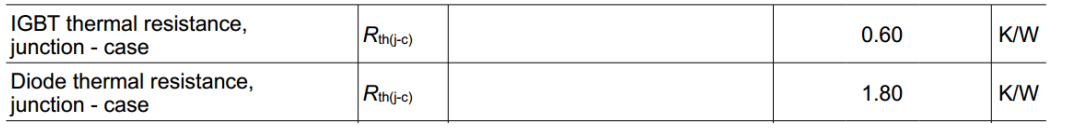 IGBT thermal resistance,
junction - case
Rth(j-c)
0.60
K/W
Diode thermal resistance,
junction - case
Rth(j-c)
1.80
K/W